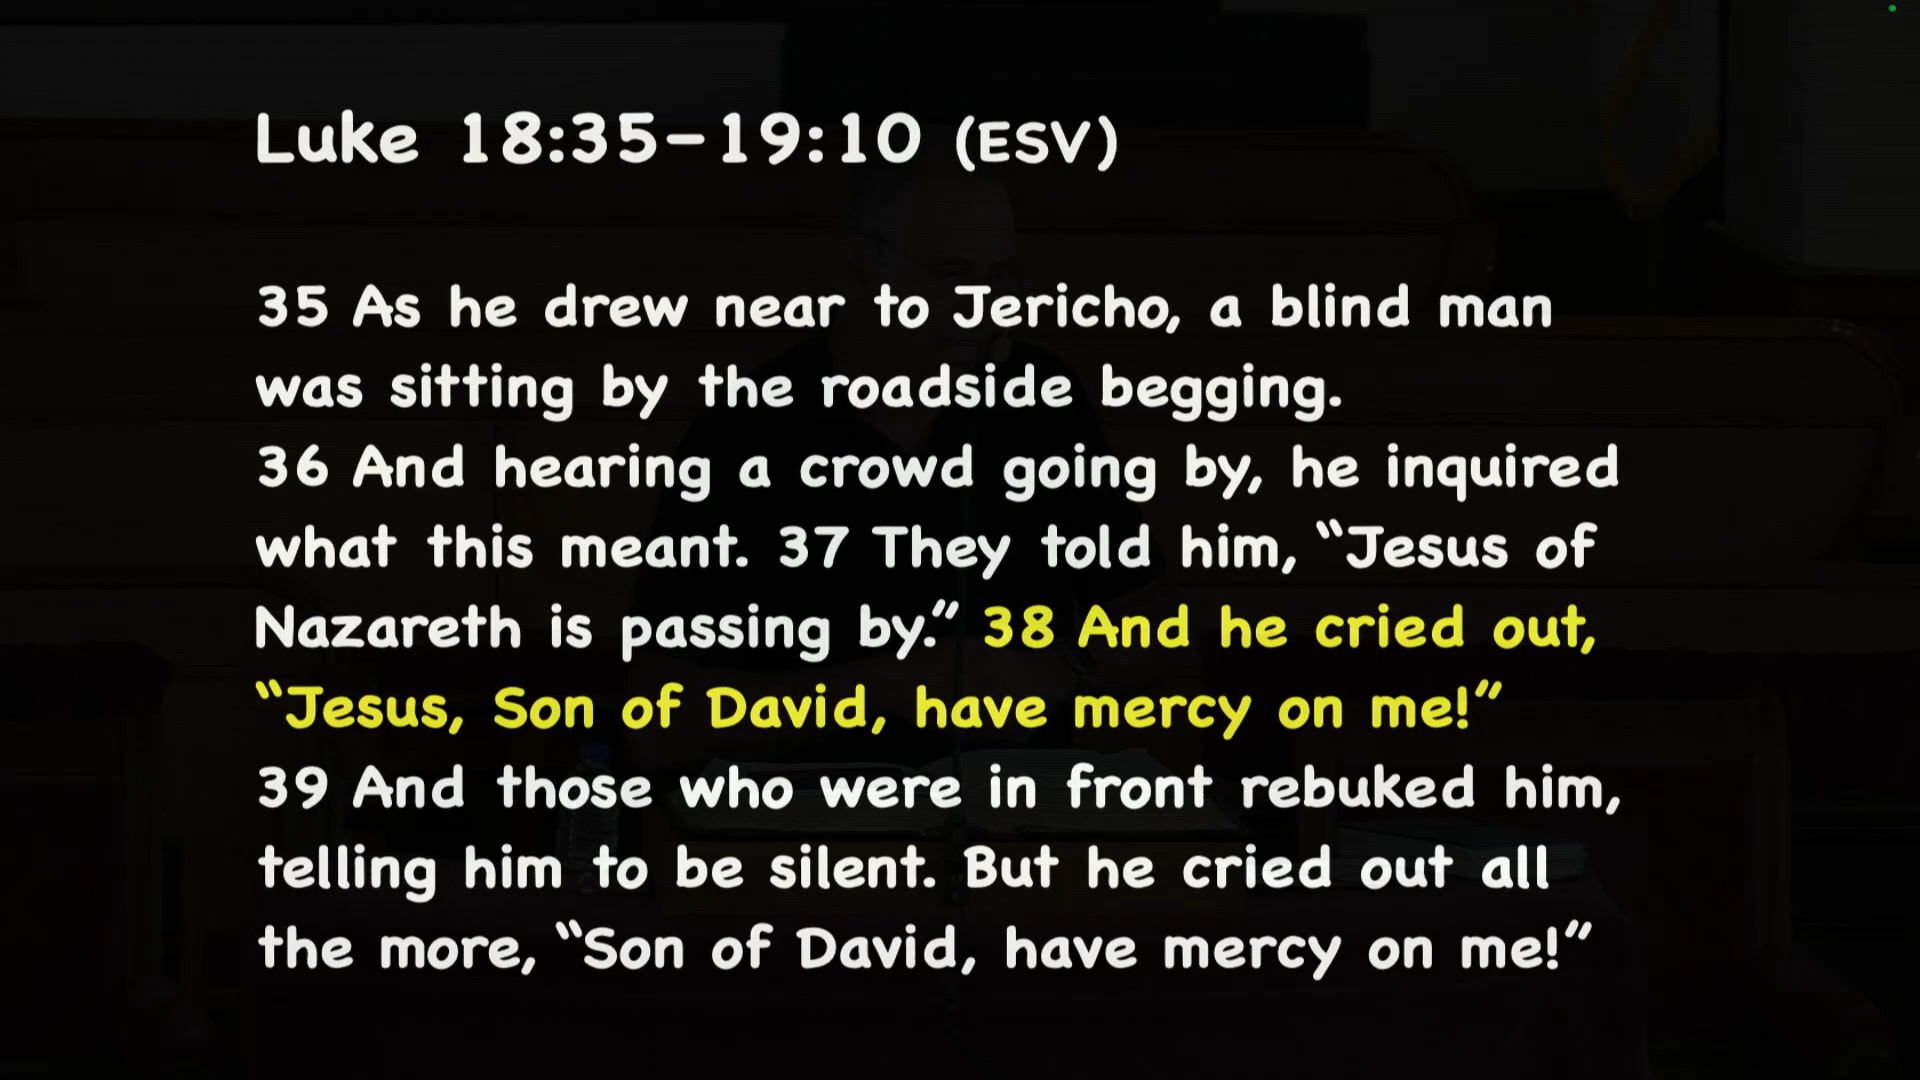 Luke 18:35–19:10 (ESV)
35 As he drew near to Jericho, a blind man
was sitting by the roadside begging.
36 And hearing a crowd going by, he inquired
what this meant. 37 They told him, “Jesus of
Nazareth is passing by.” 38 And he cried out,
“Jesus, Son of David, have mercy on me!”
39 And those who were in front rebuked him,
telling him to be silent. But he cried out all
the more, “Son of David, have mercy on me!”